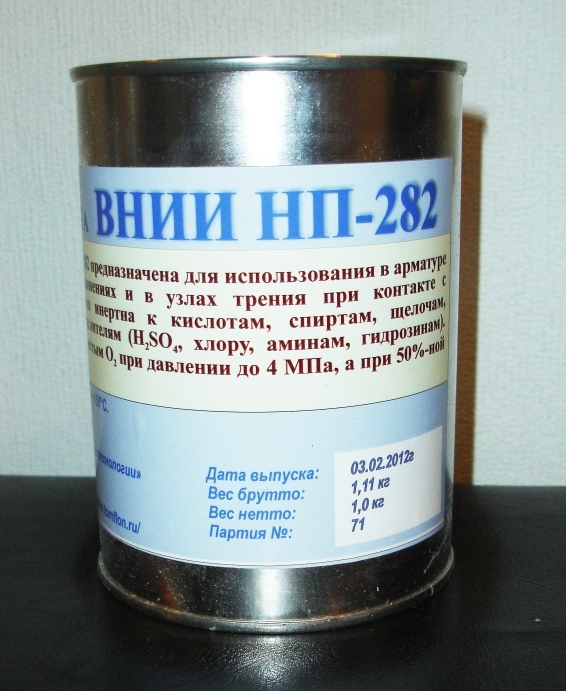 ВНИИ НП-282
предназначена для использования в арматуре
и в узлах трения при контакте с
инертна к кислотам, спиртам, щелочам,
(H₂SO₄, хлору, аминам, гидрозинам).
O₂ при давлении до 4 МПа, а при 50%-ной
°C.
Дата выпуска: 03.02.2012г
Вес брутто: 1,11 кг
Вес нетто: 1,0 кг
Партия №: 71